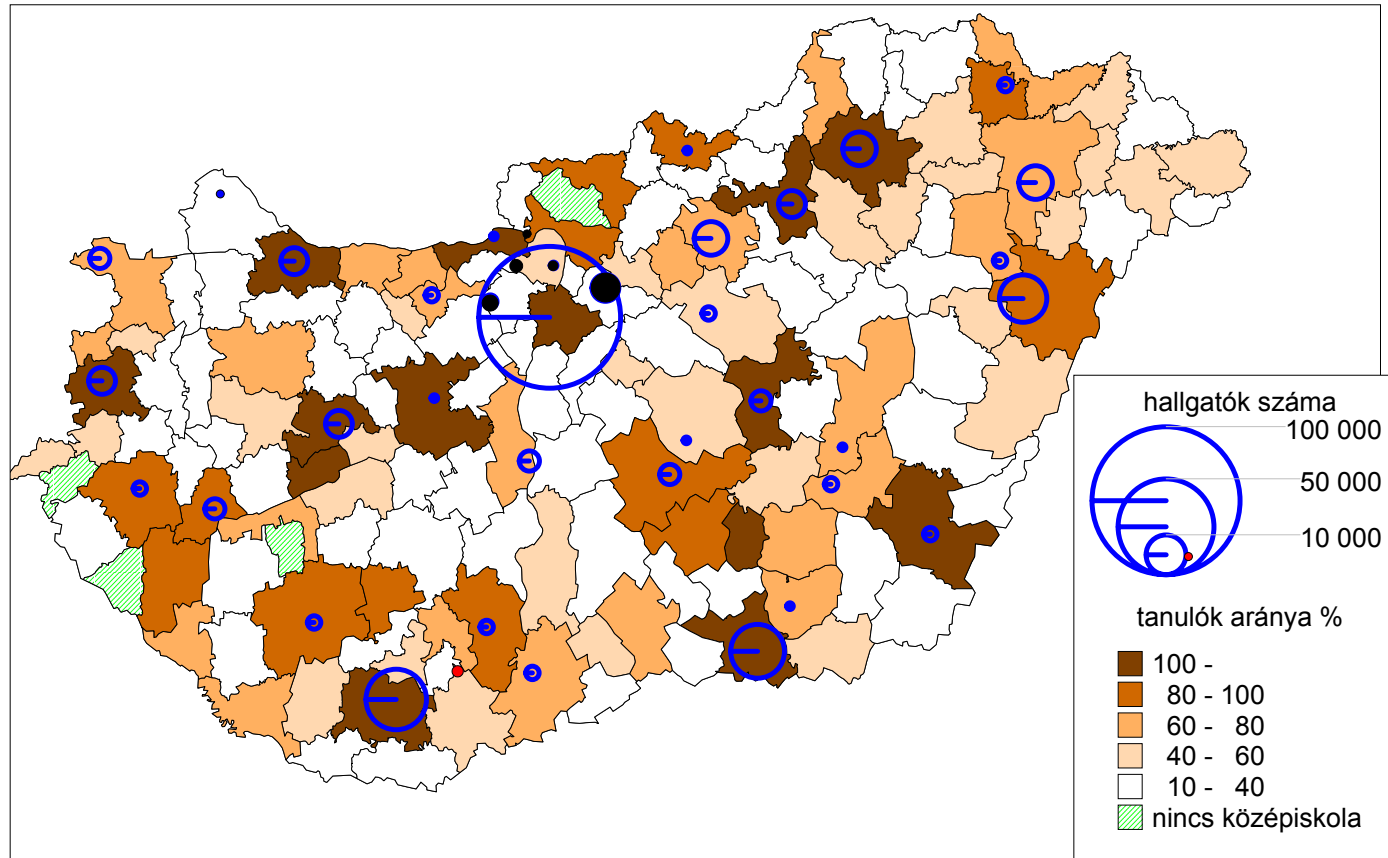 hallgatók száma
100 000
50 000
10 000
tanulók aránya %
100 -
80 - 100
60 - 80
40 - 60
10 - 40
nincs középiskola